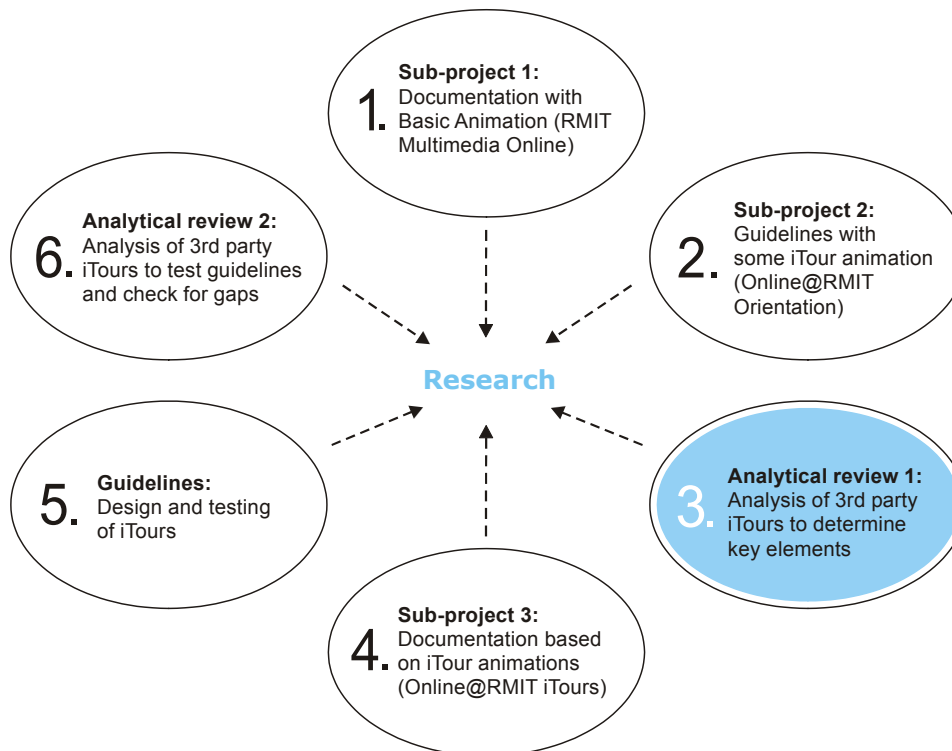 1.
Sub-project 1:
Documentation with
Basic Animation (RMIT
Multimedia Online)
2.
Sub-project 2:
Guidelines with
some iTour animation
(Online@RMIT
Orientation)
3.
Analytical review 1:
Analysis of 3rd party
iTours to determine
key elements
4.
Sub-project 3:
Documentation based
on iTour animations
(Online@RMIT iTours)
5.
Guidelines:
Design and testing
of iTours
6.
Analytical review 2:
Analysis of 3rd party
iTours to test guidelines
and check for gaps
Research